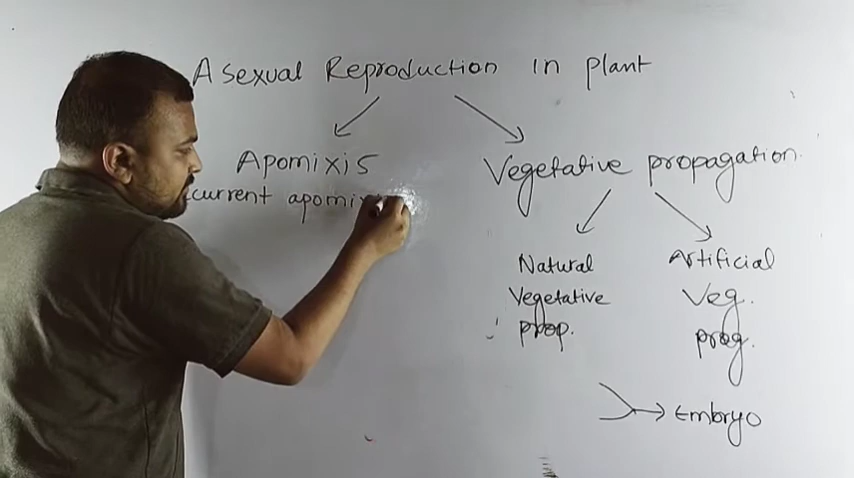 Asexual Reproduction in plant
Apomixis
Vegetative propagation
current apomi
Natural
Vegetative
prop.
Artificial
Veg.
prog.
Embryo